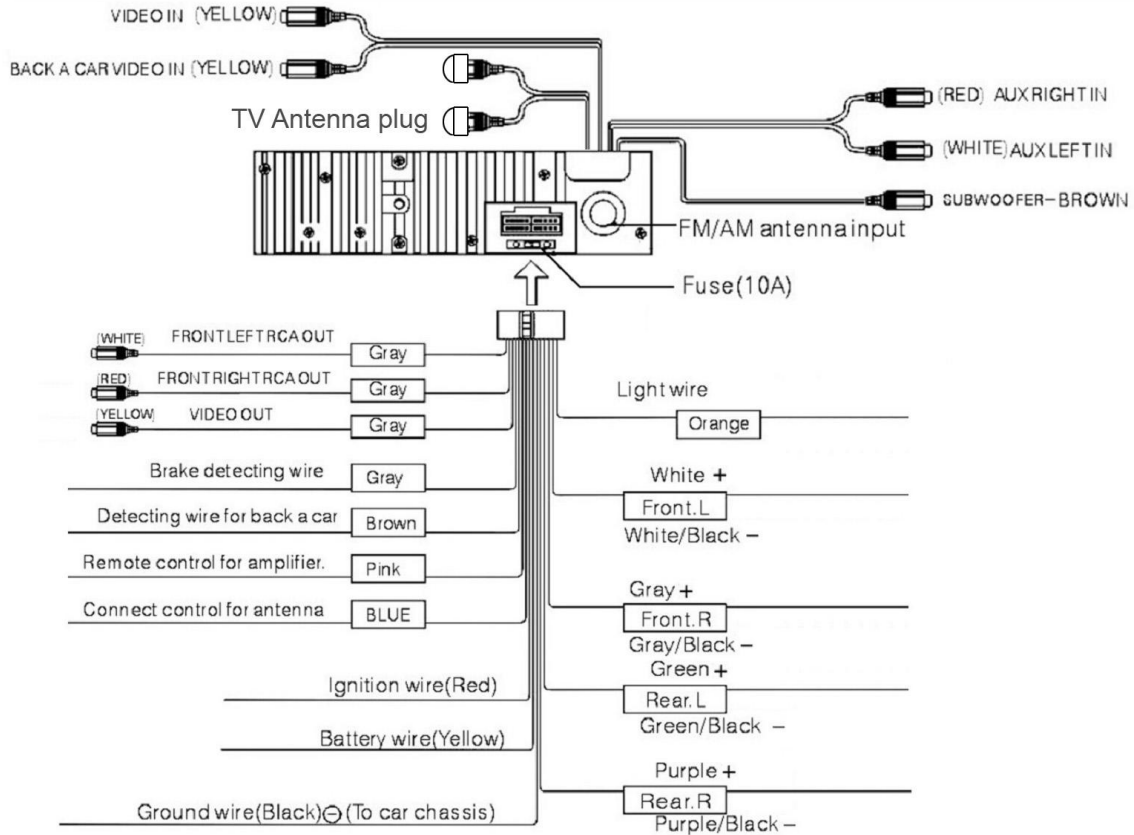 VIDEO IN (YELLOW)
BACK A CAR VIDEO IN (YELLOW)
TV Antenna plug
(RED) AUX RIGHT IN
(WHITE) AUX LEFT IN
SUBWOOFER-BROWN
FM/AM antenna input
Fuse(10A)
(WHITE) FRONT LEFT RCA OUT
Gray
(RED) FRONT RIGHT RCA OUT
Gray
(YELLOW) VIDEO OUT
Gray
Brake detecting wire
Gray
Detecting wire for back a car
Brown
Remote control for amplifier.
Pink
Connect control for antenna
BLUE
Ignition wire(Red)
Battery wire(Yellow)
Ground wire(Black)⊖(To car chassis)
Light wire
Orange
White +
Front.L
White/Black -
Gray +
Front.R
Gray/Black -
Green +
Rear.L
Green/Black -
Purple +
Rear.R
Purple/Black -